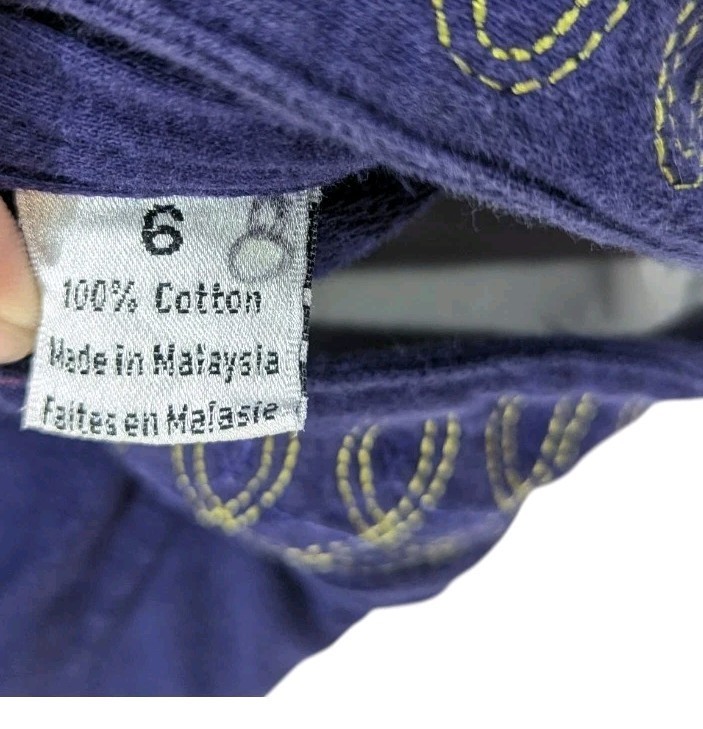 6
100% Cotton
Made in Malaysia
Faites en Malasie